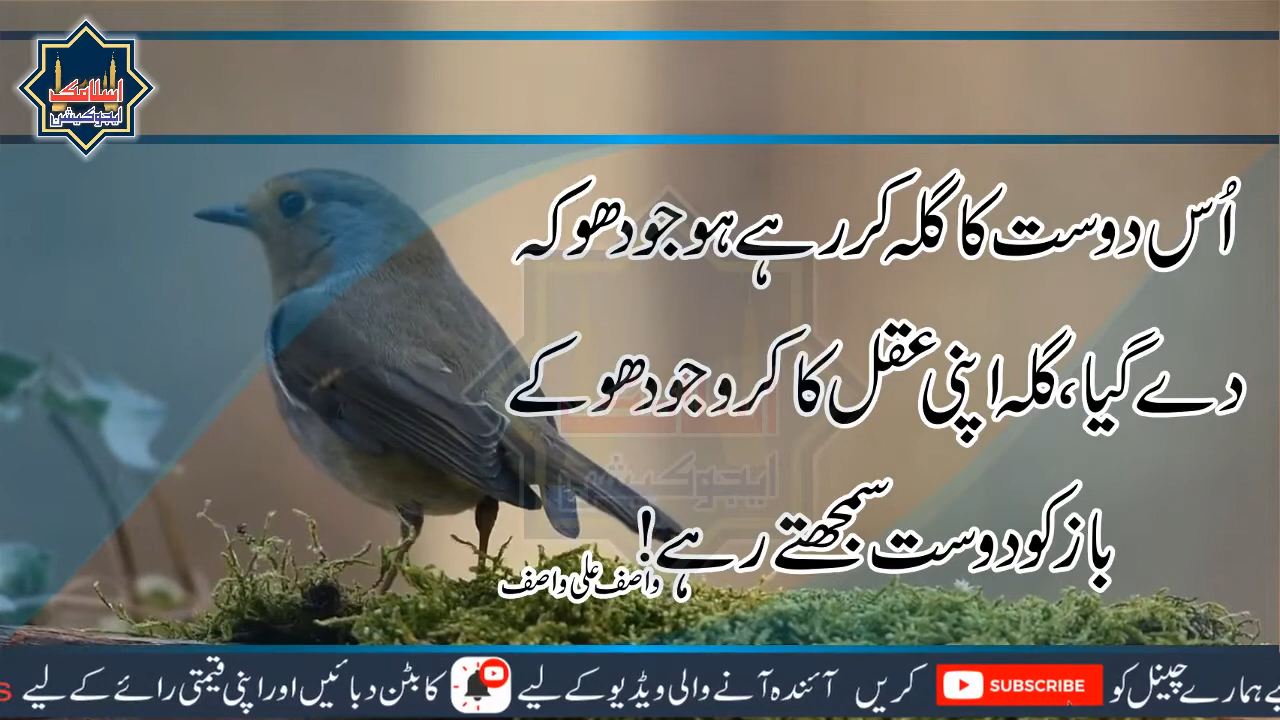 اسلامک
ایجوکیشن
اُس دوست کا گلہ کر رہے ہو جو دھوکہ
دے گیا، گلہ اپنی عقل کا کرو جو دھوکے
باز کو دوست سمجھتے رہے!
واصف علی واصف
اسلامک
ایجوکیشن
ہمارے چینل کو SUBSCRIBE کریں آئندہ آنے والی ویڈیو کے لیے کا بٹن دبائیں اور اپنی قیمتی رائے کے لیے